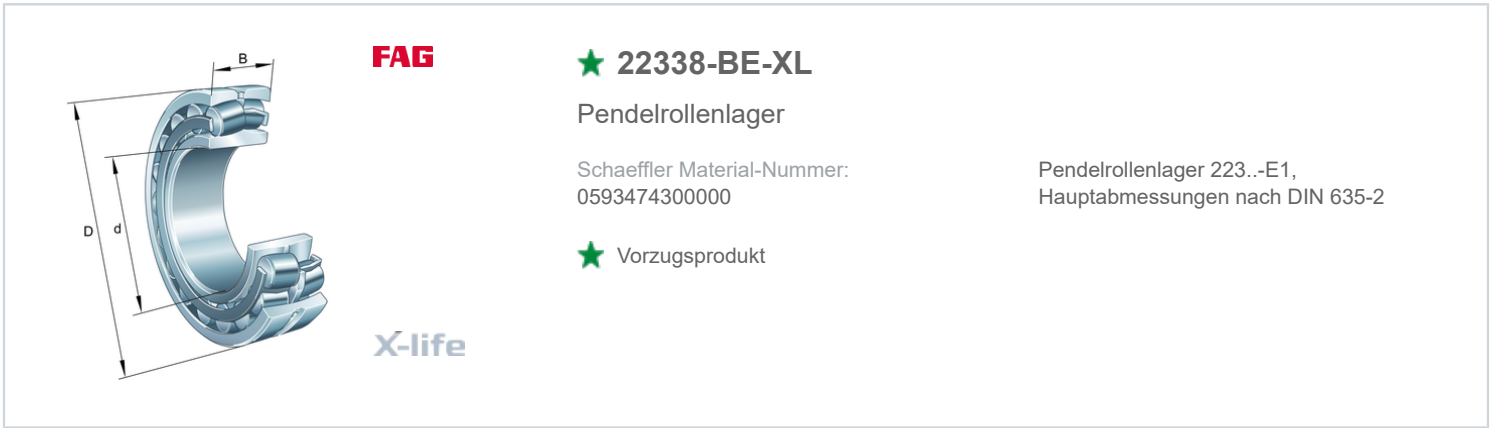 FAG
B
D
d
X-life
22338-BE-XL
Pendelrollenlager
Schaeffler Material-Nummer:
0593474300000
Vorzugsprodukt
Pendelrollenlager 223..-E1,
Hauptabmessungen nach DIN 635-2